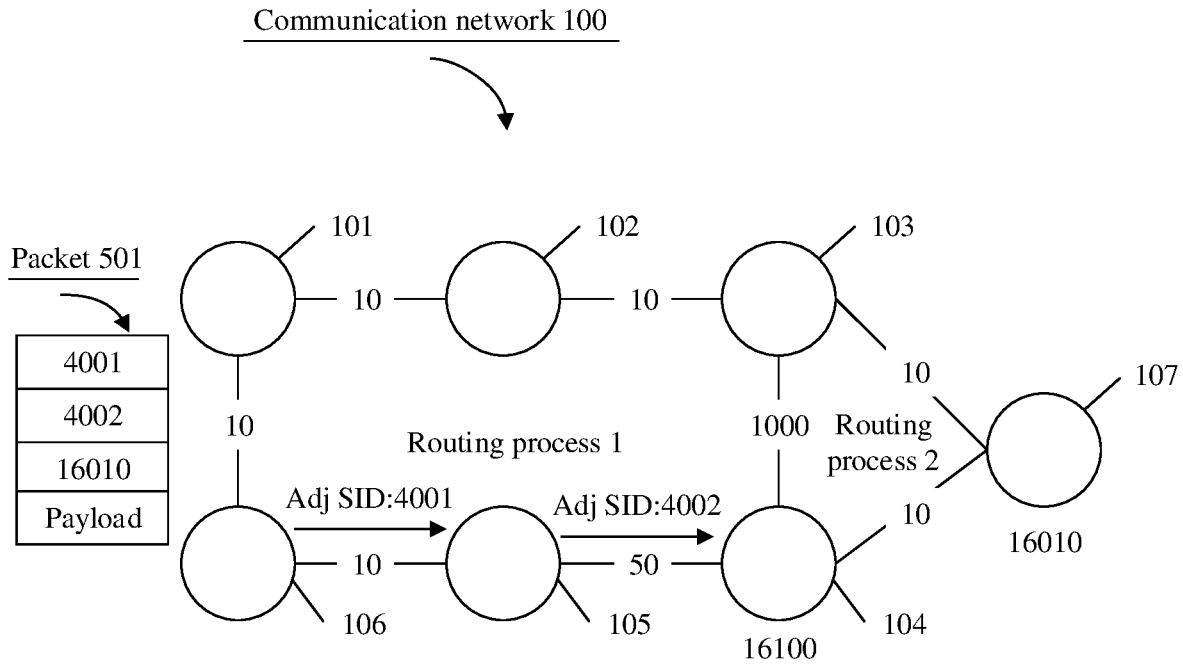 Communication network 100
101
102
103
Packet 501
10
10
4001
10
107
4002
10
1000
Routing process 1
Routing
process 2
16010
Adj SID:4001
Adj SID:4002
Payload
10
16010
10
50
106
105
104
16100